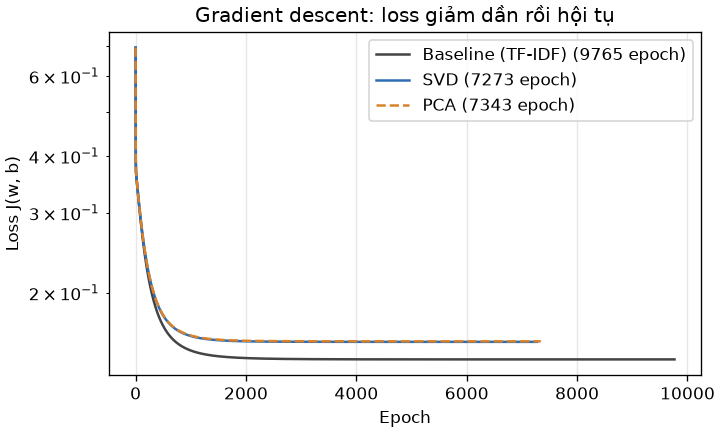 Gradient descent: loss giảm dần rồi hội tụ
Baseline (TF-IDF) (9765 epoch)
SVD (7273 epoch)
PCA (7343 epoch)
Loss J(w, b)
6 × 10⁻¹
4 × 10⁻¹
3 × 10⁻¹
2 × 10⁻¹
0 2000 4000 6000 8000 10000
Epoch